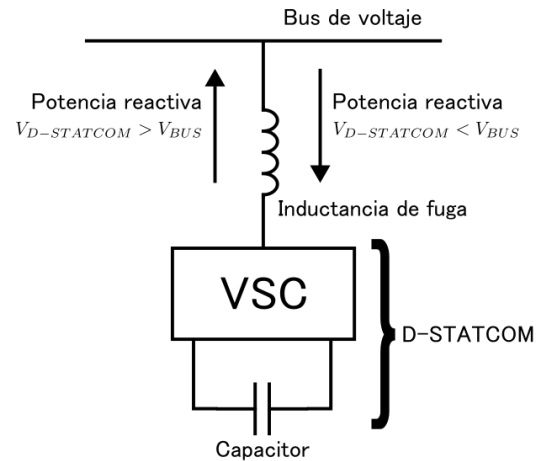 Bus de voltaje
Potencia reactiva
V_{D-STATCOM} > V_{BUS}
Potencia reactiva
V_{D-STATCOM} < V_{BUS}
Inductancia de fuga
VSC
D-STATCOM
Capacitor